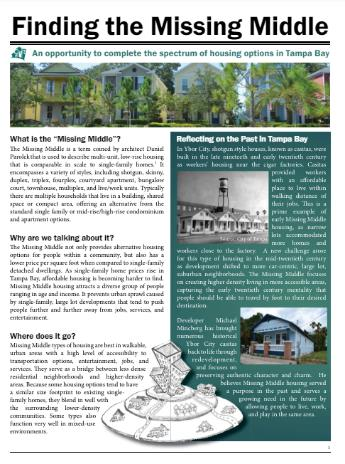 Finding the Missing Middle
An opportunity to complete the spectrum of housing options in Tampa Bay
What is the "Missing Middle"?
The Missing Middle is a term coined by architect Daniel
Parolek that is used to describe multi-unit, low-rise housing
that is comparable in scale to single-family homes.¹ It
encompasses a variety of styles, including shotgun, skinny,
duplex, triplex, fourplex, courtyard apartment, bungalow
court, townhouse, multiplex, and live/work units. Typically
there are multiple households that live in a building, shared
space or compact area, offering an alternative from the
standard single family or mid-rise/high-rise condominium
and apartment options.
Why are we talking about it?
The Missing Middle not only provides alternative housing
options for people within a community, but also has a
lower price per square foot when compared to single-family
detached dwellings. As single-family home prices rise in
Tampa Bay, affordable housing is becoming harder to find.
Missing Middle housing attracts a diverse group of people
ranging in age and income. It prevents urban sprawl caused
by single-family, large lot developments that tend to push
people further and further away from jobs, services, and
entertainment.
Where does it go?
Missing Middle types of housing are best in walkable,
urban areas with a high level of accessibility to
transportation options, entertainment, jobs, and
services. They serve as a bridge between less dense
residential neighborhoods and higher-density
areas. Because some housing options tend to have
a similar size footprint to existing single-
family homes, they blend in well with
the surrounding lower-density
communities. Some types also
function very well in mixed-use
environments.
Reflecting on the Past in Tampa Bay
In Ybor City, shotgun style houses, known as casitas, were
built in the late nineteenth and early twentieth century
as workers' housing near the cigar factories. Casitas
provided workers
with an affordable
place to live within
walking distance of
their jobs. This is a
prime example of
early Missing Middle
housing, as narrow
lots accommodated
more homes and
workers close to the factory. A new challenge arose
for this type of housing in the mid-twentieth century
as development shifted to more car-centric, large lot,
suburban neighborhoods. The Missing Middle focuses
on creating higher density living in more accessible areas,
capturing the early twentieth century mentality that
people should be able to travel by foot to their desired
destination.
Developer Michael
Mincberg has brought
numerous historical
Ybor City casitas
back to life through
redevelopment,
and focuses on
preserving authentic character and charm. He
believes Missing Middle housing served
a purpose in the past and serves a
growing need in the future by
allowing people to live, work,
and play in the same area.